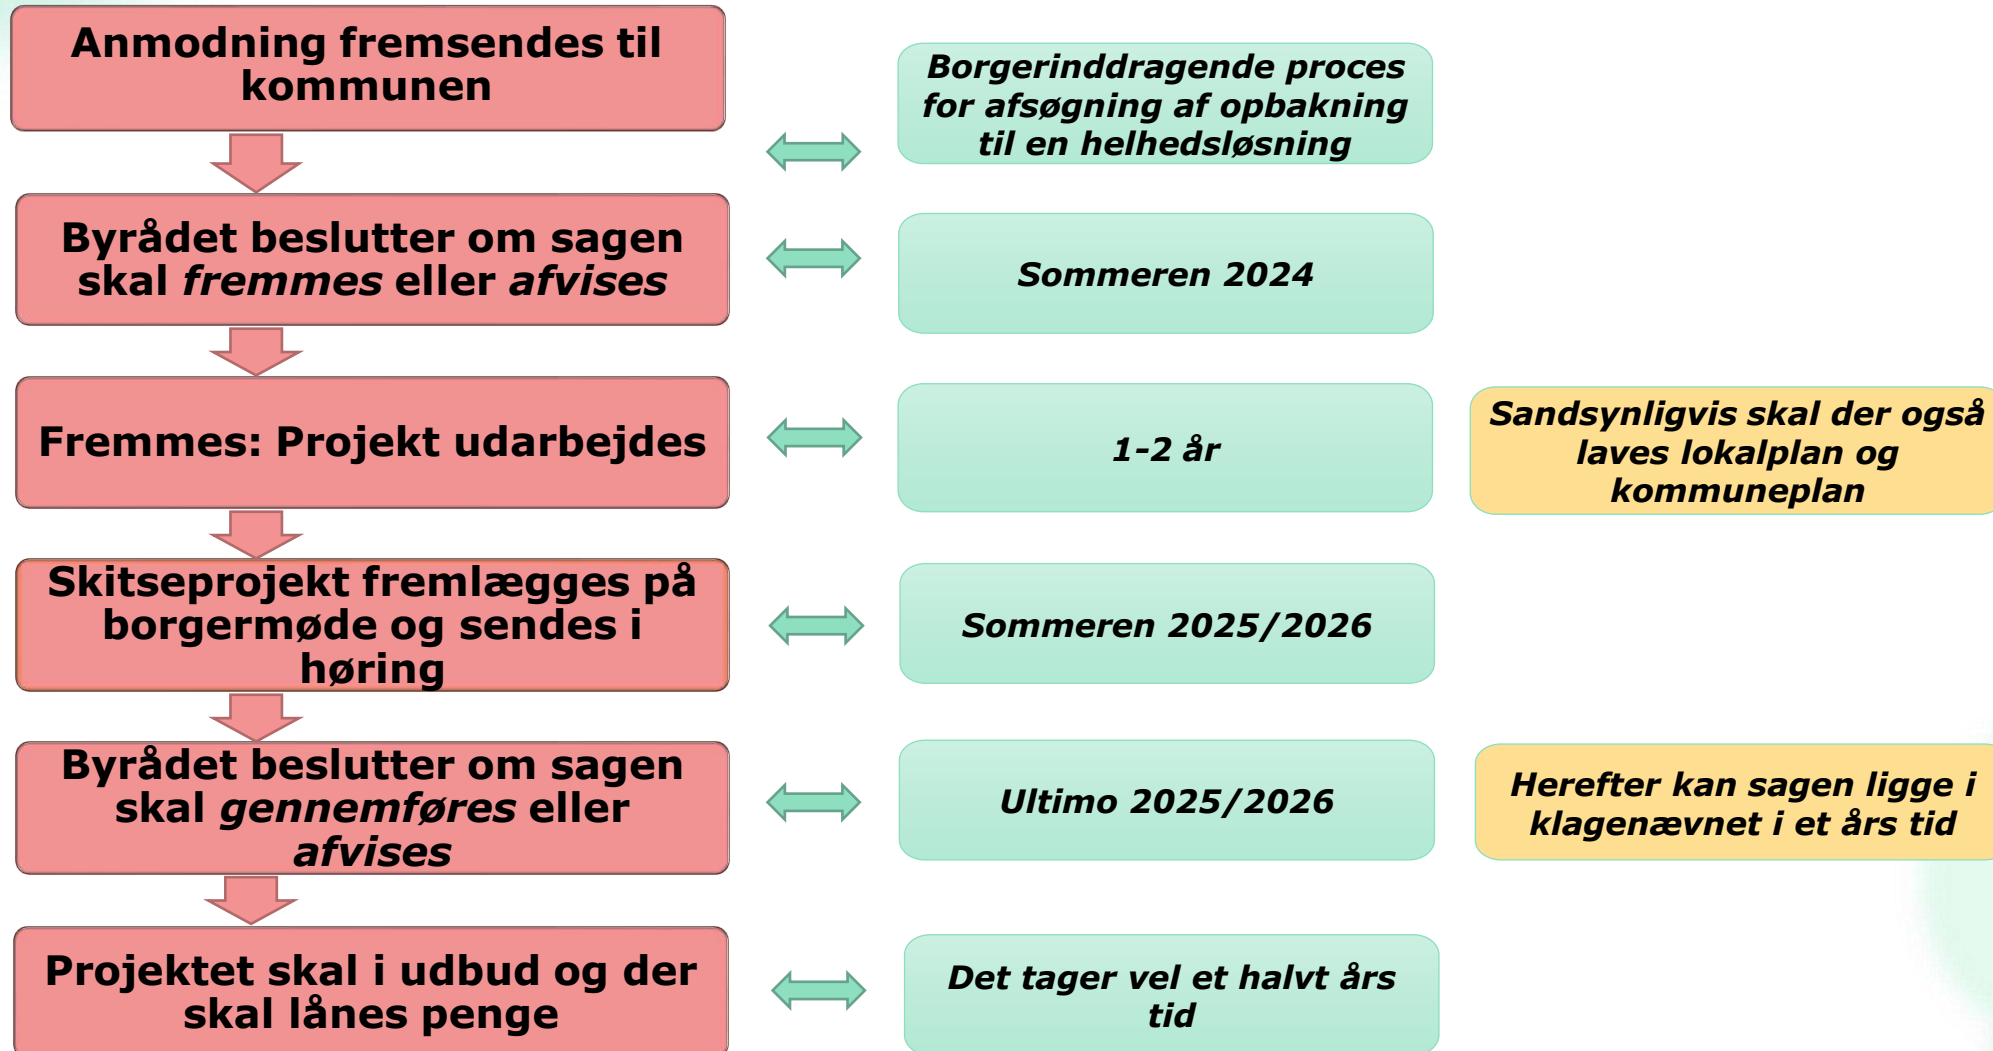 Anmodning fremsendes til
kommunen
Borgerinddragende proces
for afsøgning af opbakning
til en helhedsløsning
Byrådet beslutter om sagen
skal fremmes eller afvises
Sommeren 2024
Fremmes: Projekt udarbejdes
1-2 år
Sandsynligvis skal der også
laves lokalplan og
kommuneplan
Skitseprojekt fremlægges på
borgermøde og sendes i
høring
Sommeren 2025/2026
Byrådet beslutter om sagen
skal gennemføres eller
afvises
Ultimo 2025/2026
Herefter kan sagen ligge i
klagenævnet i et års tid
Projektet skal i udbud og der
skal lånes penge
Det tager vel et halvt års
tid